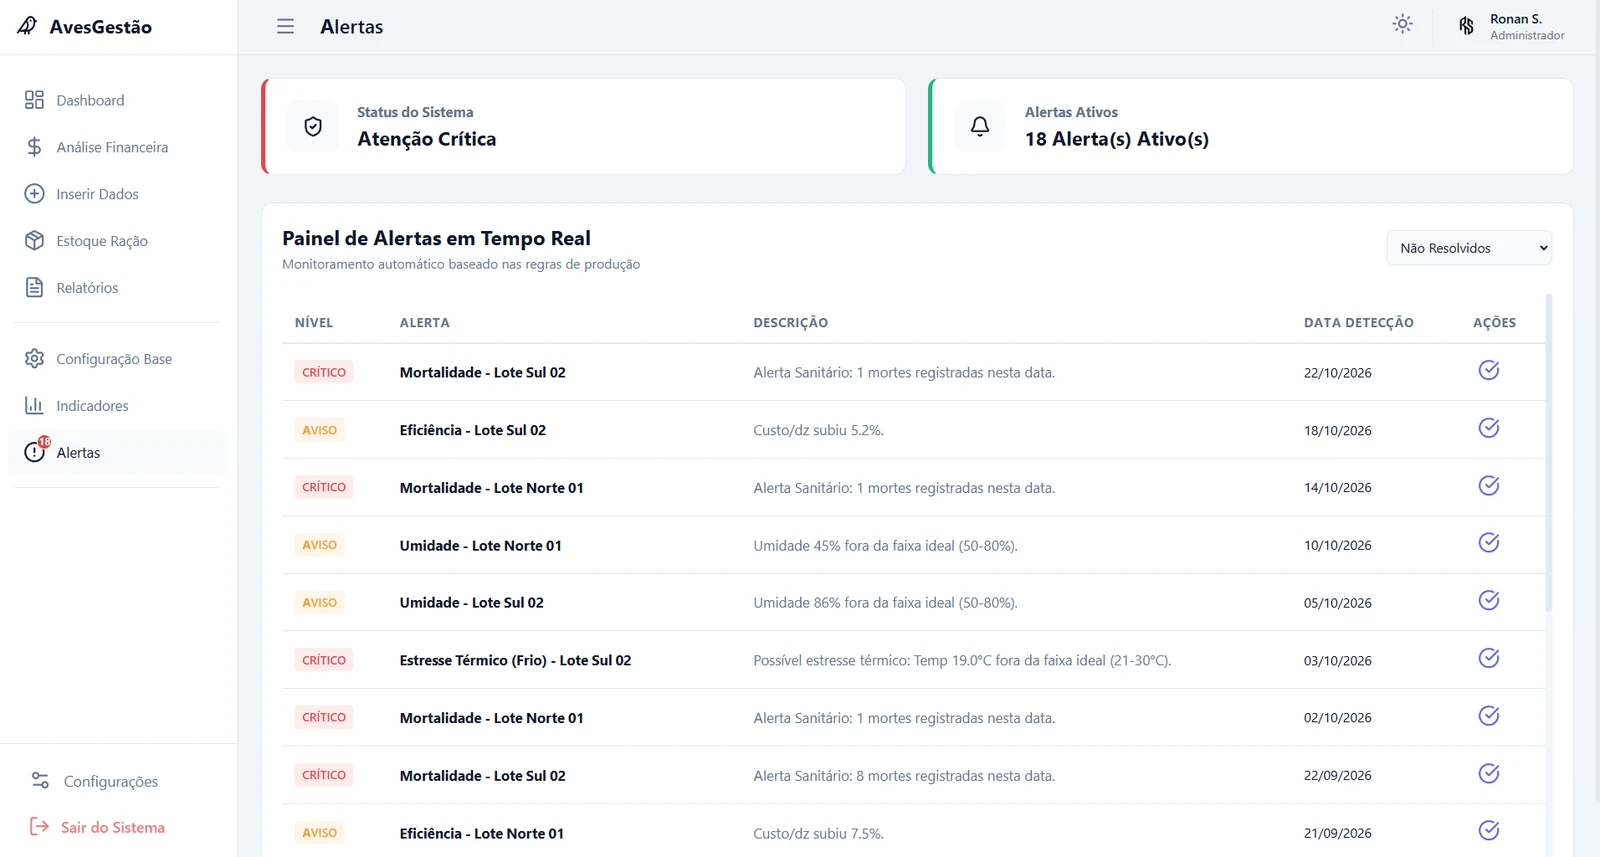 AvesGestão
Alertas
Ronan S.
Administrador
Dashboard
Análise Financeira
Inserir Dados
Estoque Ração
Relatórios
Configuração Base
Indicadores
18
Alertas
Configurações
Sair do Sistema
Status do Sistema
Atenção Crítica
Alertas Ativos
18 Alerta(s) Ativo(s)
Painel de Alertas em Tempo Real
Monitoramento automático baseado nas regras de produção
Não Resolvidos
NÍVEL ALERTA DESCRIÇÃO DATA DETECÇÃO AÇÕES
CRÍTICO Mortalidade - Lote Sul 02 Alerta Sanitário: 1 mortes registradas nesta data. 22/10/2026
AVISO Eficiência - Lote Sul 02 Custo/dz subiu 5.2%. 18/10/2026
CRÍTICO Mortalidade - Lote Norte 01 Alerta Sanitário: 1 mortes registradas nesta data. 14/10/2026
AVISO Umidade - Lote Norte 01 Umidade 45% fora da faixa ideal (50-80%). 10/10/2026
AVISO Umidade - Lote Sul 02 Umidade 86% fora da faixa ideal (50-80%). 05/10/2026
CRÍTICO Estresse Térmico (Frio) - Lote Sul 02 Possível estresse térmico: Temp 19.0°C fora da faixa ideal (21-30°C). 03/10/2026
CRÍTICO Mortalidade - Lote Norte 01 Alerta Sanitário: 1 mortes registradas nesta data. 02/10/2026
CRÍTICO Mortalidade - Lote Sul 02 Alerta Sanitário: 8 mortes registradas nesta data. 22/09/2026
AVISO Eficiência - Lote Norte 01 Custo/dz subiu 7.5%. 21/09/2026